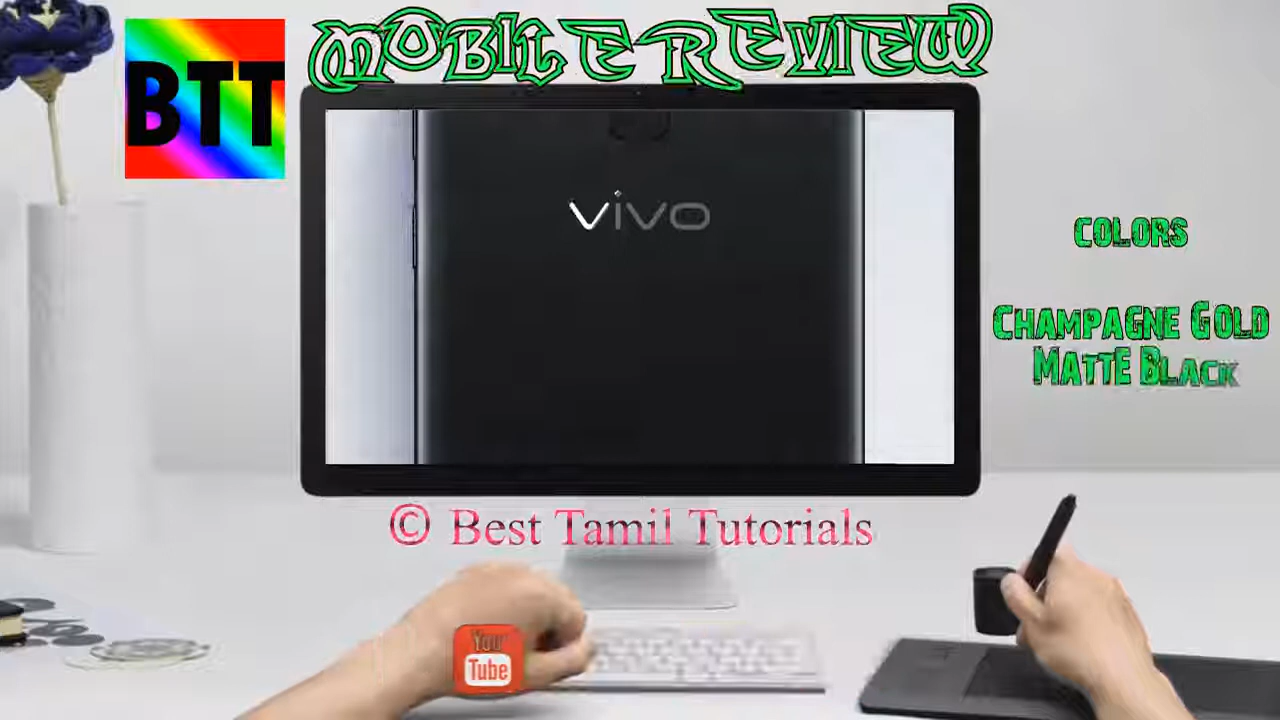 MOBILE REVIEW
BTT
vivo
COLORS
CHAMPAGNE GOLD
MATTE BLACK
© Best Tamil Tutorials
You
Tube